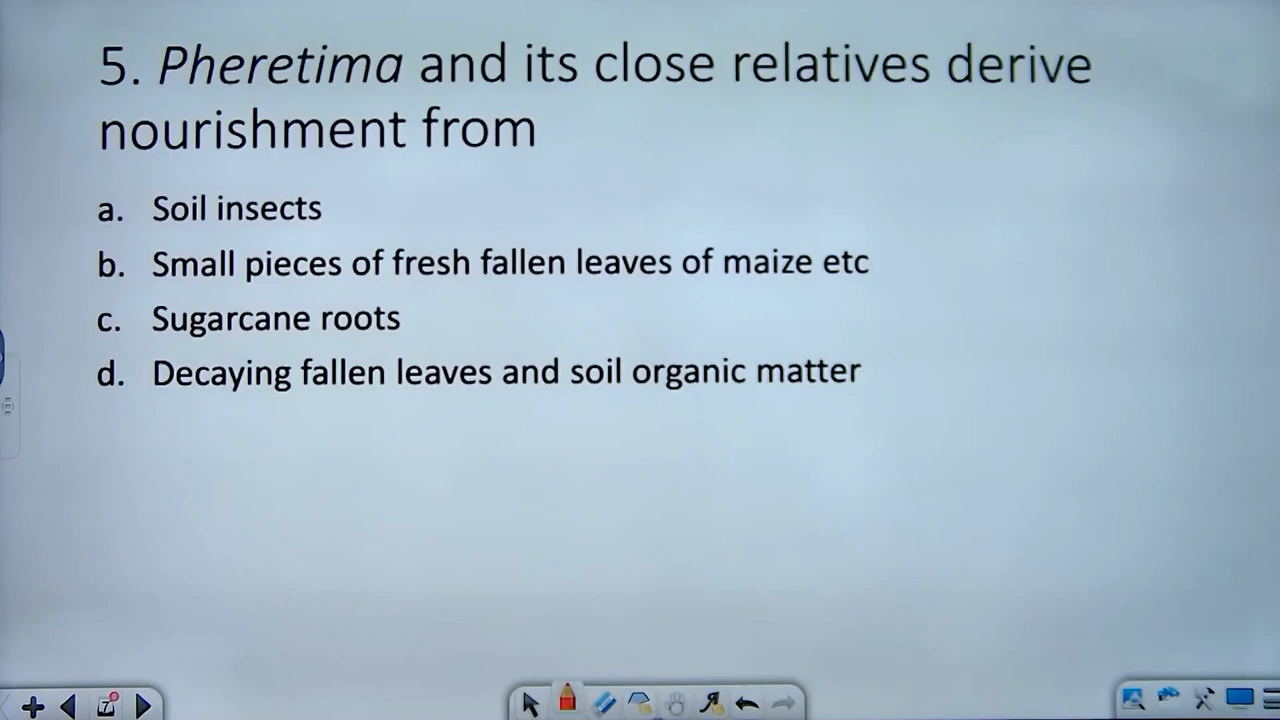 5. Pheretima and its close relatives derive
nourishment from
a. Soil insects
b. Small pieces of fresh fallen leaves of maize etc
c. Sugarcane roots
d. Decaying fallen leaves and soil organic matter